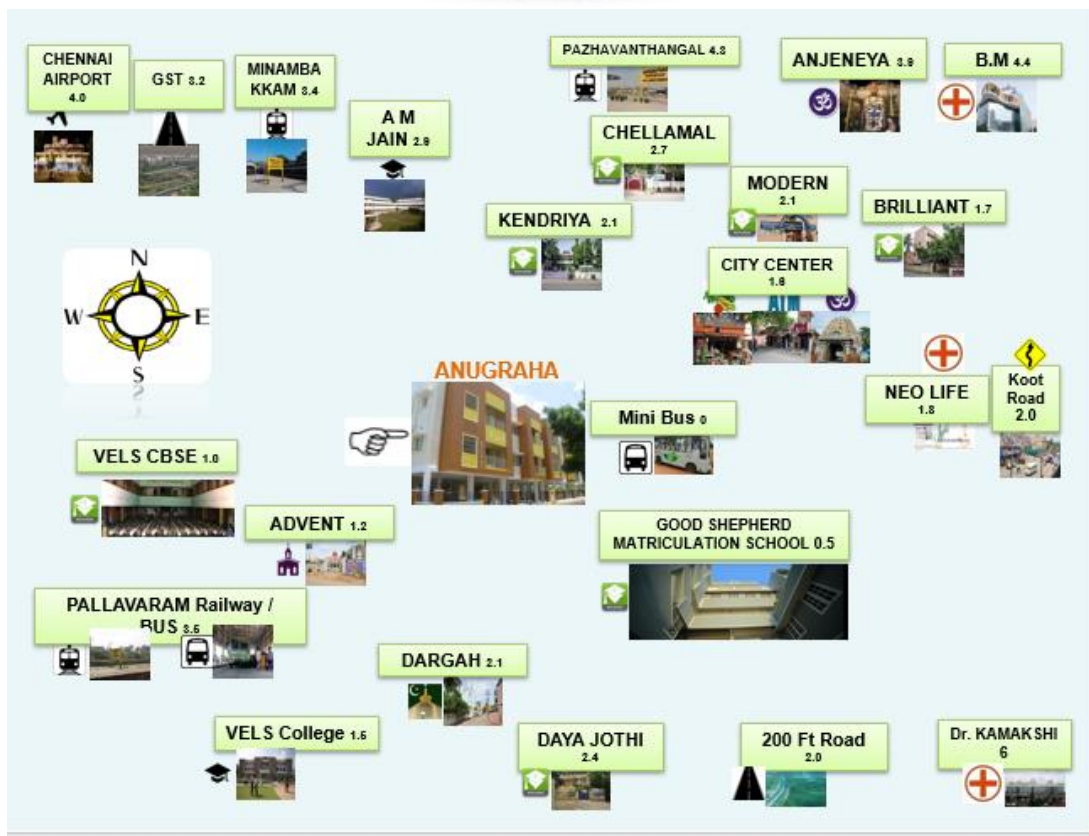 CHENNAI
AIRPORT
4.0
GST 3.2
MINAMBA
KKAM 3.4
A M
JAIN 2.9
PAZHAVANTHANGAL 4.3
ANJENEYA 3.9
B.M 4.4
CHELLAMAL
2.7
MODERN
2.1
KENDRIYA 2.1
BRILLIANT 1.7
CITY CENTER
1.6
ATM
N
W E
S
ANUGRAHA
Mini Bus 0
NEO LIFE
1.8
Koot
Road
2.0
VELS CBSE 1.0
ADVENT 1.2
GOOD SHEPHERD
MATRICULATION SCHOOL 0.5
PALLAVARAM Railway /
BUS 3.5
DARGAH 2.1
VELS College 1.5
DAYA JOTHI
2.4
200 Ft Road
2.0
Dr. KAMAKSHI
6